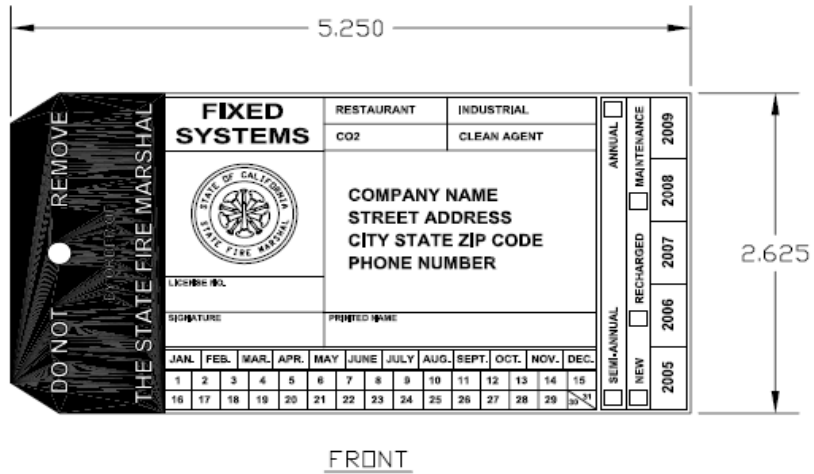 5.250
DO NOT REMOVE
THE STATE FIRE MARSHAL
FIXED
SYSTEMS
STATE OF CALIFORNIA
STATE FIRE MARSHAL
LICENSE NO.
SIGNATURE
RESTAURANT INDUSTRIAL
CO2 CLEAN AGENT
COMPANY NAME
STREET ADDRESS
CITY STATE ZIP CODE
PHONE NUMBER
PRINTED NAME
JAN. FEB. MAR. APR. MAY JUNE JULY AUG. SEPT. OCT. NOV. DEC.
1 2 3 4 5 6 7 8 9 10 11 12 13 14 15
16 17 18 19 20 21 22 23 24 25 26 27 28 29 30 31
SEMI-ANNUAL ANNUAL
NEW RECHARGED MAINTENANCE
2005 2006 2007 2008 2009
2.625
FRONT